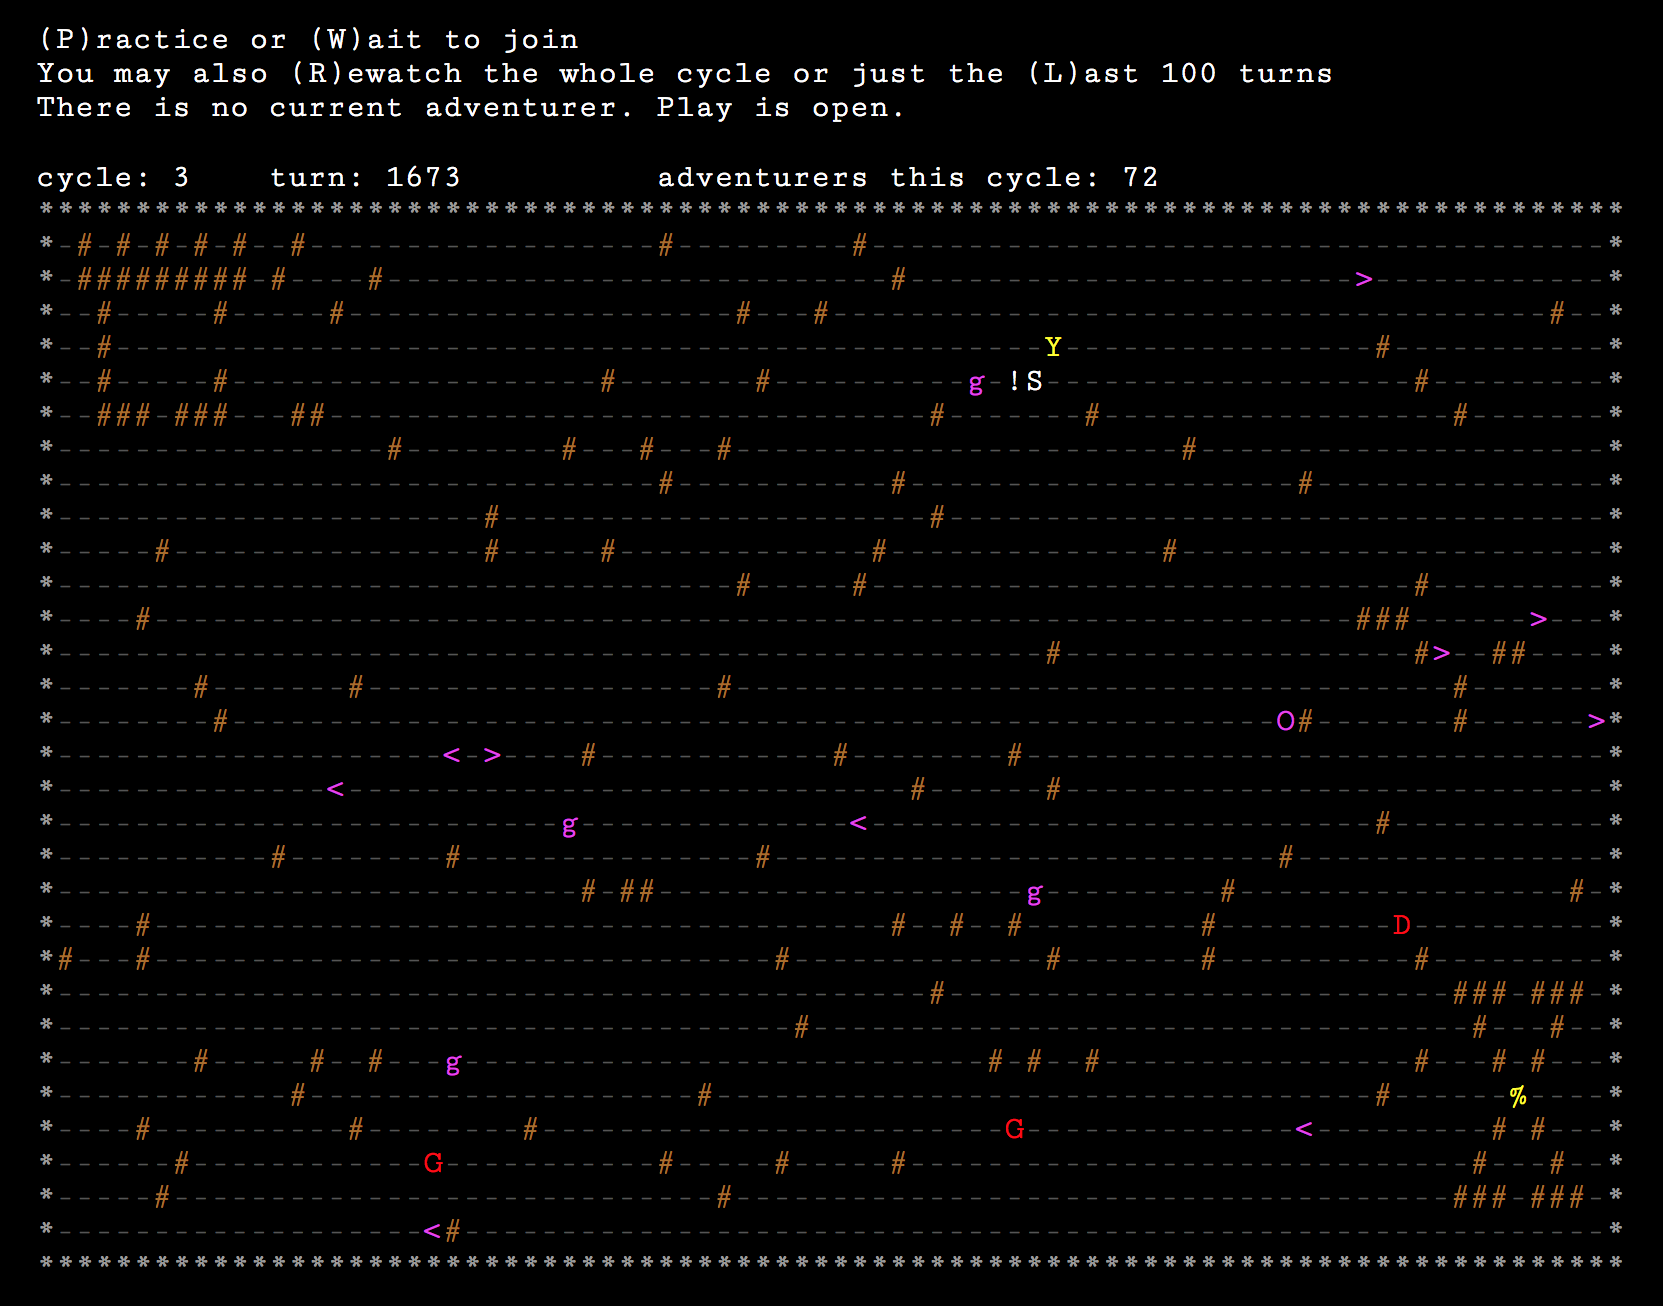 (P)ractice or (W)ait to join
You may also (R)ewatch the whole cycle or just the (L)ast 100 turns
There is no current adventurer. Play is open.
cycle: 3    turn: 1673          adventurers this cycle: 72
**********************************************************************************
*-#-#-#-#-#--#------------------#---------#--------------------------------------*
*-#########-#----#--------------------------#------------------------>-----------*
*--#-----#-----#--------------------#---#-------------------------------------#--*
*--#------------------------------------------------Y----------------#-----------*
*--#-----#-------------------#-------#----------g-!S-------------------#---------*
*--###-###---##-------------------------------#-------#------------------#-------*
*-----------------#--------#---#---#-----------------------#---------------------*
*-------------------------------#-----------#--------------------#---------------*
*----------------------#----------------------#----------------------------------*
*-----#----------------#-----#-------------#--------------#----------------------*
*-----------------------------------#-----#----------------------------#---------*
*----#--------------------------------------------------------------###------>---*
*---------------------------------------------------#------------------#>--##----*
*-------#-------#------------------#-------------------------------------#-------*
*--------#------------------------------------------------------O#-------#------>*
*--------------------<->----#------------#--------#------------------------------*
*--------------<-----------------------------#------#----------------------------*
*--------------------------g--------------<--------------------------#-----------*
*-----------#--------#---------------#--------------------------#----------------*
*---------------------------#-##-------------------g---------#-----------------#-*
*----#--------------------------------------#--#--#---------#---------D----------*
*#---#--------------------------------#-------------#-------#----------#---------*
*---------------------------------------------#--------------------------###-###-*
*--------------------------------------#----------------------------------#---#--*
*-------#-----#--#---g---------------------------#-#--#----------------#---#-#---*
*------------#--------------------#----------------------------------#------%----*
*----#----------#--------#------------------------G--------------<---------#-#---*
*------#------------G-----------#-----#-----#-----------------------------#---#--*
*-----#----------------------------#-------------------------------------###-###-*
*-------------------<#-----------------------------------------------------------*
**********************************************************************************